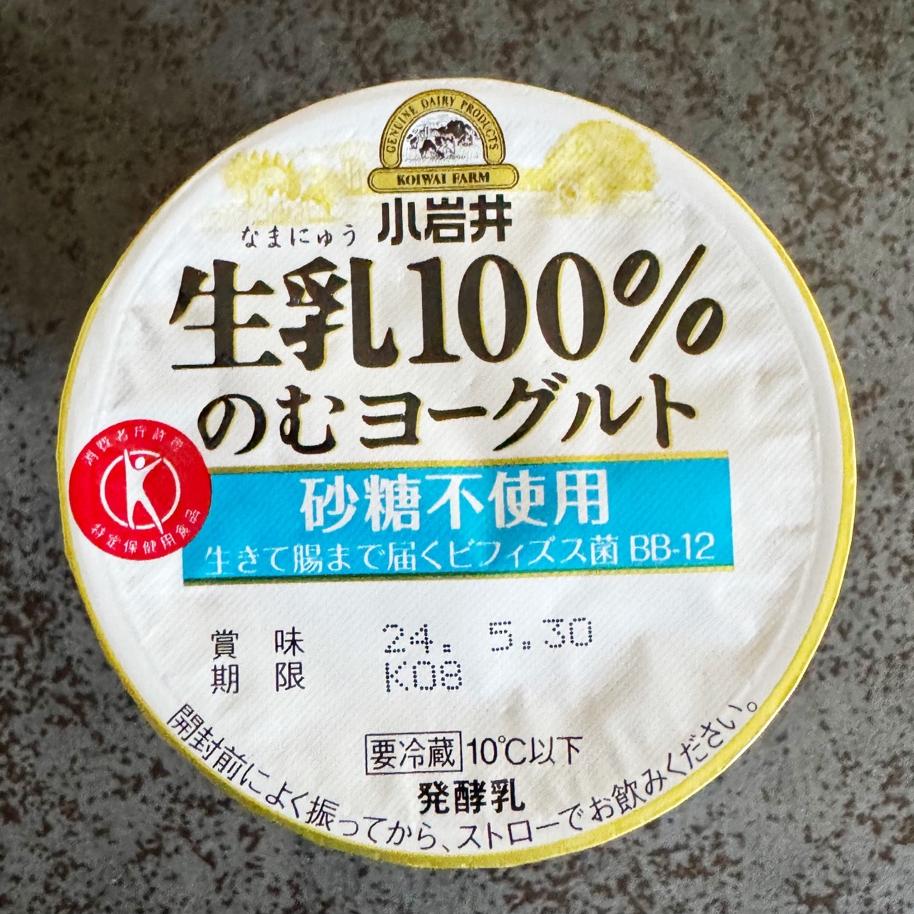 GENUINE DAIRY PRODUCTS
KOIWAI FARM
小岩井
なまにゅう
生乳100%
のむヨーグルト
消費者庁許可
特定保健用食品
砂糖不使用
生きて腸まで届くビフィズス菌 BB-12
賞味 24. 5.30
期限 K08
要冷蔵 10℃以下
発酵乳
開封前によく振ってから、ストローでお飲みください。